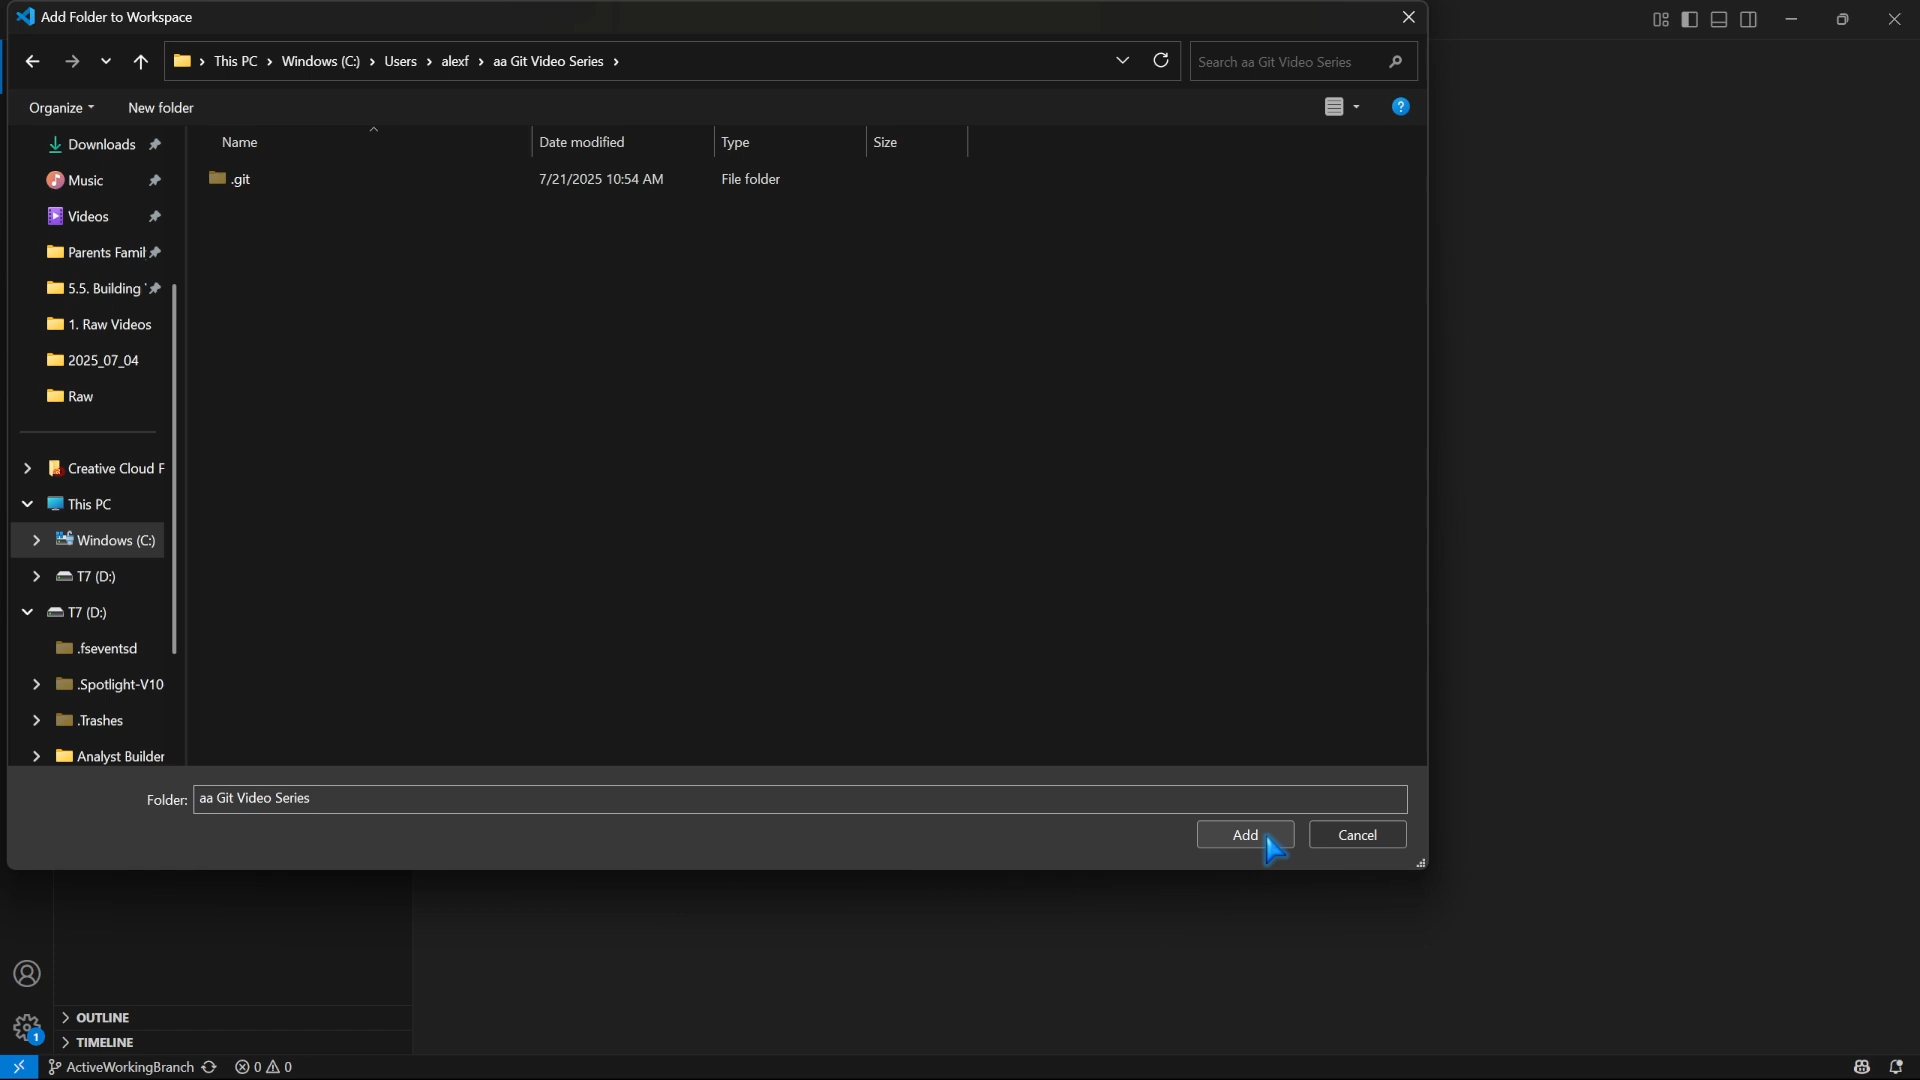 Add Folder to Workspace
This PC > Windows (C:) > Users > alexf > aa Git Video Series >
Search aa Git Video Series
Organize
New folder
?
Name
Date modified
Type
Size
.git
7/21/2025 10:54 AM
File folder
Downloads
Music
Videos
Parents Famil
5.5. Building '
1. Raw Videos
2025_07_04
Raw
Creative Cloud F
This PC
Windows (C:)
T7 (D:)
T7 (D:)
.fseventsd
.Spotlight-V10
.Trashes
Analyst Builder
Folder:
aa Git Video Series
Add
Cancel
1
OUTLINE
TIMELINE
ActiveWorkingBranch
0
0